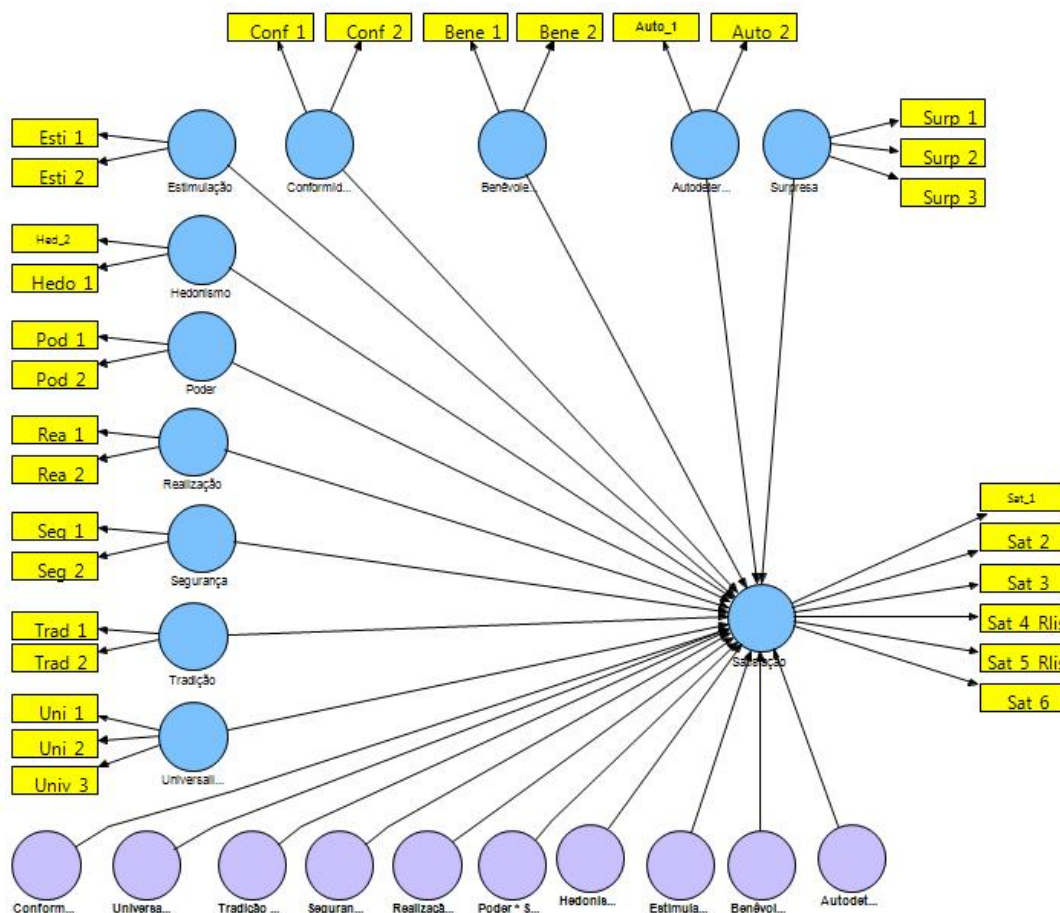 Conf 1
Conf 2
Bene 1
Bene 2
Auto_1
Auto 2
Esti 1
Esti 2
Estimulação
Conformid...
Benêvole...
Autodeter...
Surpresa
Surp 1
Surp 2
Surp 3
Hed_2
Hedo 1
Hedonismo
Pod 1
Pod 2
Poder
Rea 1
Rea 2
Realização
Seg 1
Seg 2
Segurança
Trad 1
Trad 2
Tradição
Uni 1
Uni 2
Univ 3
Universali...
Sat_1
Sat 2
Sat 3
Sat 4 Rlis
Sat 5 Rlis
Sat 6
Satisfação
Conform...
Universa...
Tradição ...
Seguran...
Realizaçã...
Poder * S...
Hedonis...
Estimula...
Benêvol...
Autodet...